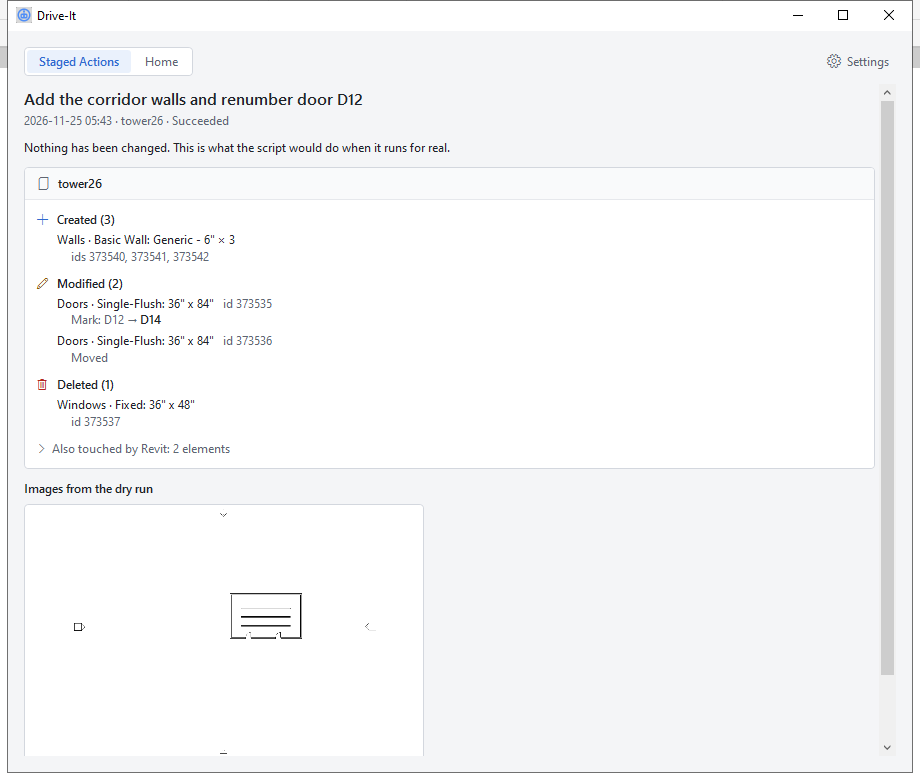 Drive-It
Staged Actions
Home
Settings
Add the corridor walls and renumber door D12
2026-11-25 05:43 · tower26 · Succeeded
Nothing has been changed. This is what the script would do when it runs for real.
tower26
Created (3)
Walls · Basic Wall: Generic - 6" × 3
ids 373540, 373541, 373542
Modified (2)
Doors · Single-Flush: 36" x 84" id 373535
Mark: D12 → D14
Doors · Single-Flush: 36" x 84" id 373536
Moved
Deleted (1)
Windows · Fixed: 36" x 48"
id 373537
Also touched by Revit: 2 elements
Images from the dry run